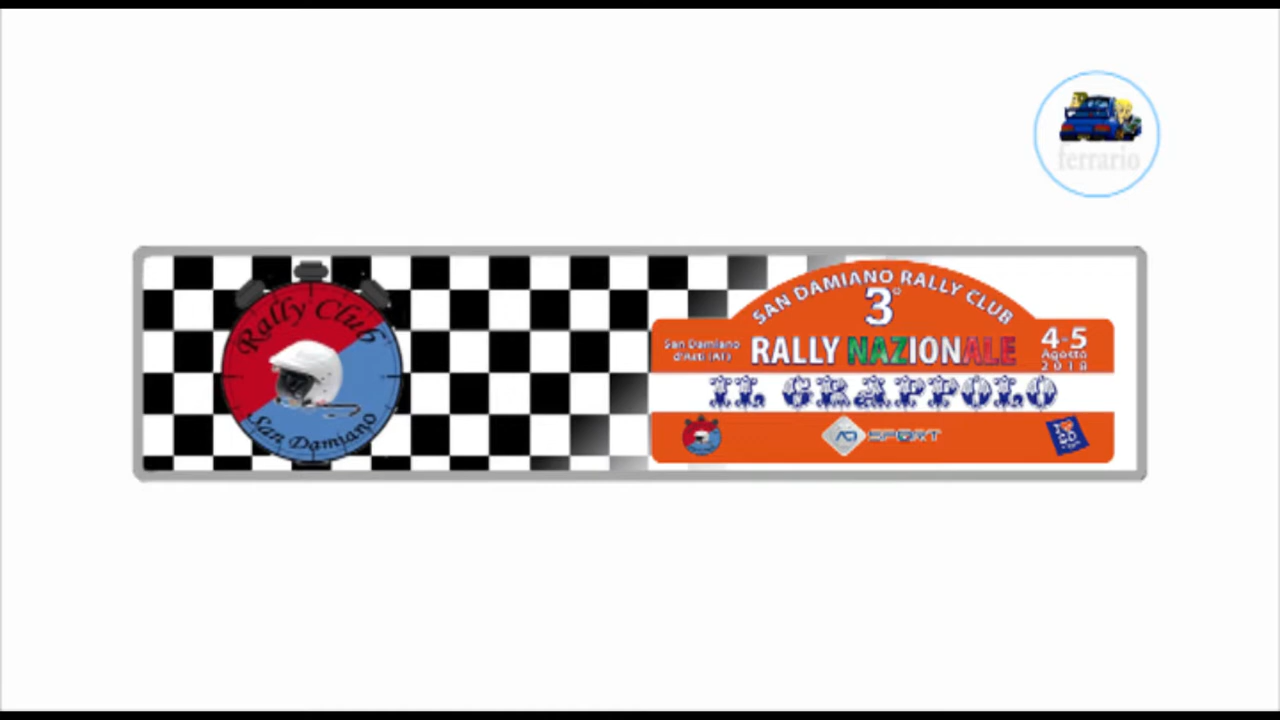 ferrario
Rally Club
San Damiano
SAN DAMIANO RALLY CLUB
3°
San Damiano
d'Asti (AT)
RALLY NAZIONALE
4-5
Agosto
2018
IL GRAPPOLO
ACI SPORT